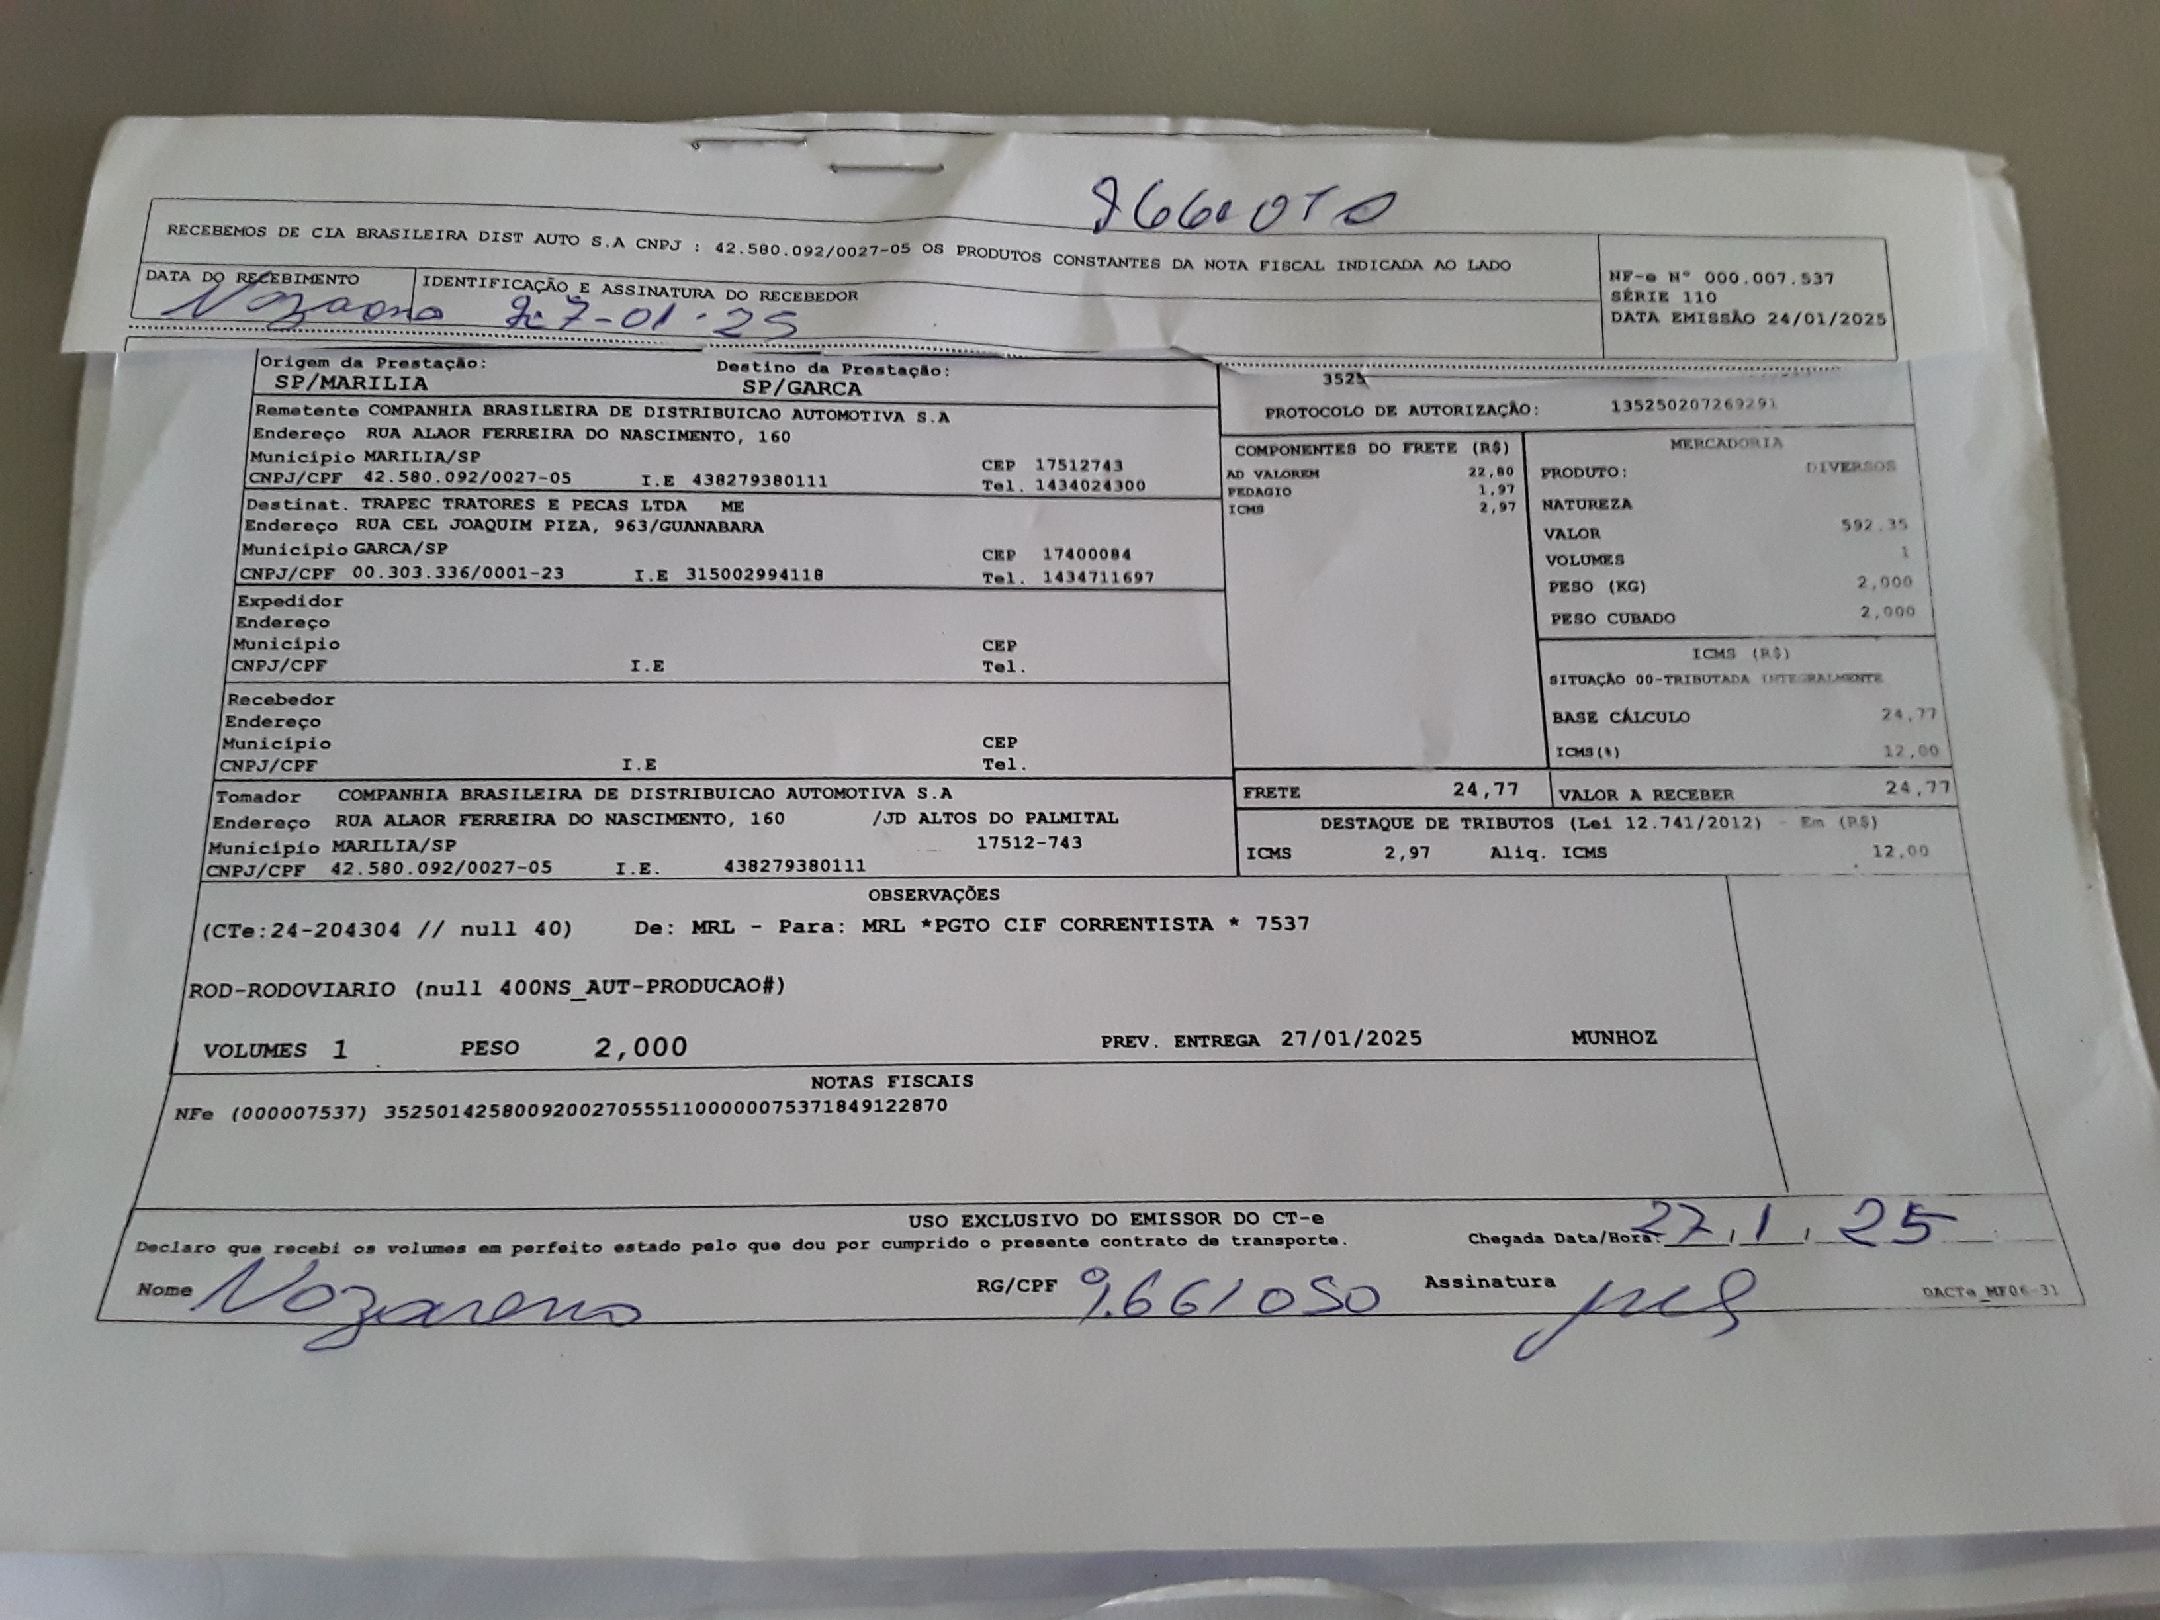 RECEBEMOS DE CIA BRASILEIRA DIST AUTO S.A CNPJ : 42.580.092/0027-05 OS PRODUTOS CONSTANTES DA NOTA FISCAL INDICADA AO LADO
DATA DO RECEBIMENTO
IDENTIFICAÇÃO E ASSINATURA DO RECEBEDOR
27-01-25
NF-e N° 000.007.537
SÉRIE 110
DATA EMISSÃO 24/01/2025
Origem da Prestação: Destino da Prestação:
SP/MARILIA SP/GARCA
Remetente COMPANHIA BRASILEIRA DE DISTRIBUICAO AUTOMOTIVA S.A
Endereço RUA ALAOR FERREIRA DO NASCIMENTO, 160
Município MARILIA/SP CEP 17512743
CNPJ/CPF 42.580.092/0027-05 I.E 438279380111 Tel. 1434024300
Destinat. TRAPEC TRATORES E PECAS LTDA ME
Endereço RUA CEL JOAQUIM PIZA, 963/GUANABARA
Município GARCA/SP CEP 17400084
CNPJ/CPF 00.303.336/0001-23 I.E 315002994118 Tel. 1434711697
Expedidor
Endereço
Município CEP
CNPJ/CPF I.E Tel.
Recebedor
Endereço
Município CEP
CNPJ/CPF I.E Tel.
Tomador COMPANHIA BRASILEIRA DE DISTRIBUICAO AUTOMOTIVA S.A
Endereço RUA ALAOR FERREIRA DO NASCIMENTO, 160 /JD ALTOS DO PALMITAL
Município MARILIA/SP 17512-743
CNPJ/CPF 42.580.092/0027-05 I.E. 438279380111
3525
PROTOCOLO DE AUTORIZAÇÃO: 135250207269291
COMPONENTES DO FRETE (R$)
AD VALOREM 22,80
PEDAGIO 1,97
ICMS 2,97
MERCADORIA
PRODUTO: DIVERSOS
NATUREZA
VALOR 592.35
VOLUMES 1
PESO (KG) 2,000
PESO CUBADO 2,000
ICMS (R$)
SITUAÇÃO 00-TRIBUTADA INTEGRALMENTE
BASE CÁLCULO 24,77
ICMS(%) 12,00
FRETE 24,77 VALOR A RECEBER 24,77
DESTAQUE DE TRIBUTOS (Lei 12.741/2012) - Em (R$)
ICMS 2,97 Aliq. ICMS 12,00
OBSERVAÇÕES
(CTe:24-204304 // null 40) De: MRL - Para: MRL *PGTO CIF CORRENTISTA * 7537
ROD-RODOVIARIO (null 400NS_AUT-PRODUCAO#)
VOLUMES 1 PESO 2,000 PREV. ENTREGA 27/01/2025 MUNHOZ
NOTAS FISCAIS
NFe (000007537) 35250142580092002705551100000075371849122870
USO EXCLUSIVO DO EMISSOR DO CT-e
Declaro que recebi os volumes em perfeito estado pelo que dou por cumprido o presente contrato de transporte. Chegada Data/Hora: 27,1,25
Nome Nozareno RG/CPF 9.661050 Assinatura
DACTe_MF06-31